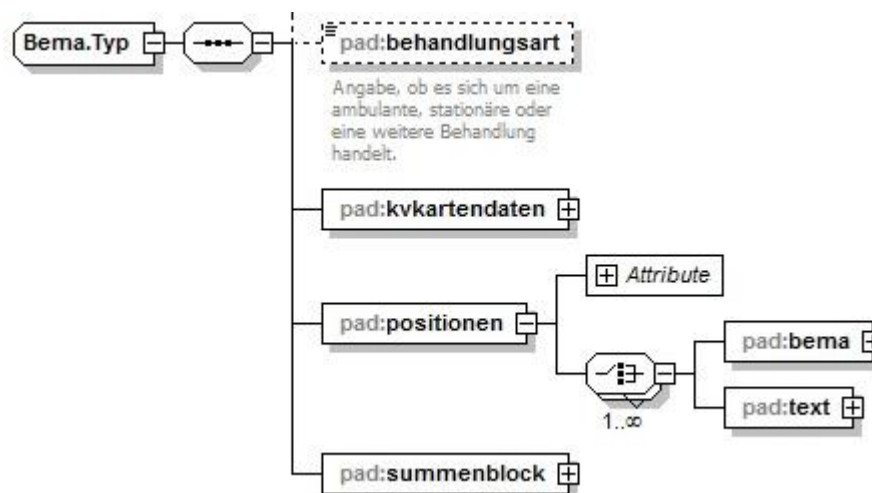 Bema.Typ
pad:behandlungsart
Angabe, ob es sich um eine
ambulante, stationäre oder
eine weitere Behandlung
handelt.
pad:kvkartendaten
Attribute
pad:positionen
pad:bema
1..∞
pad:text
pad:summenblock